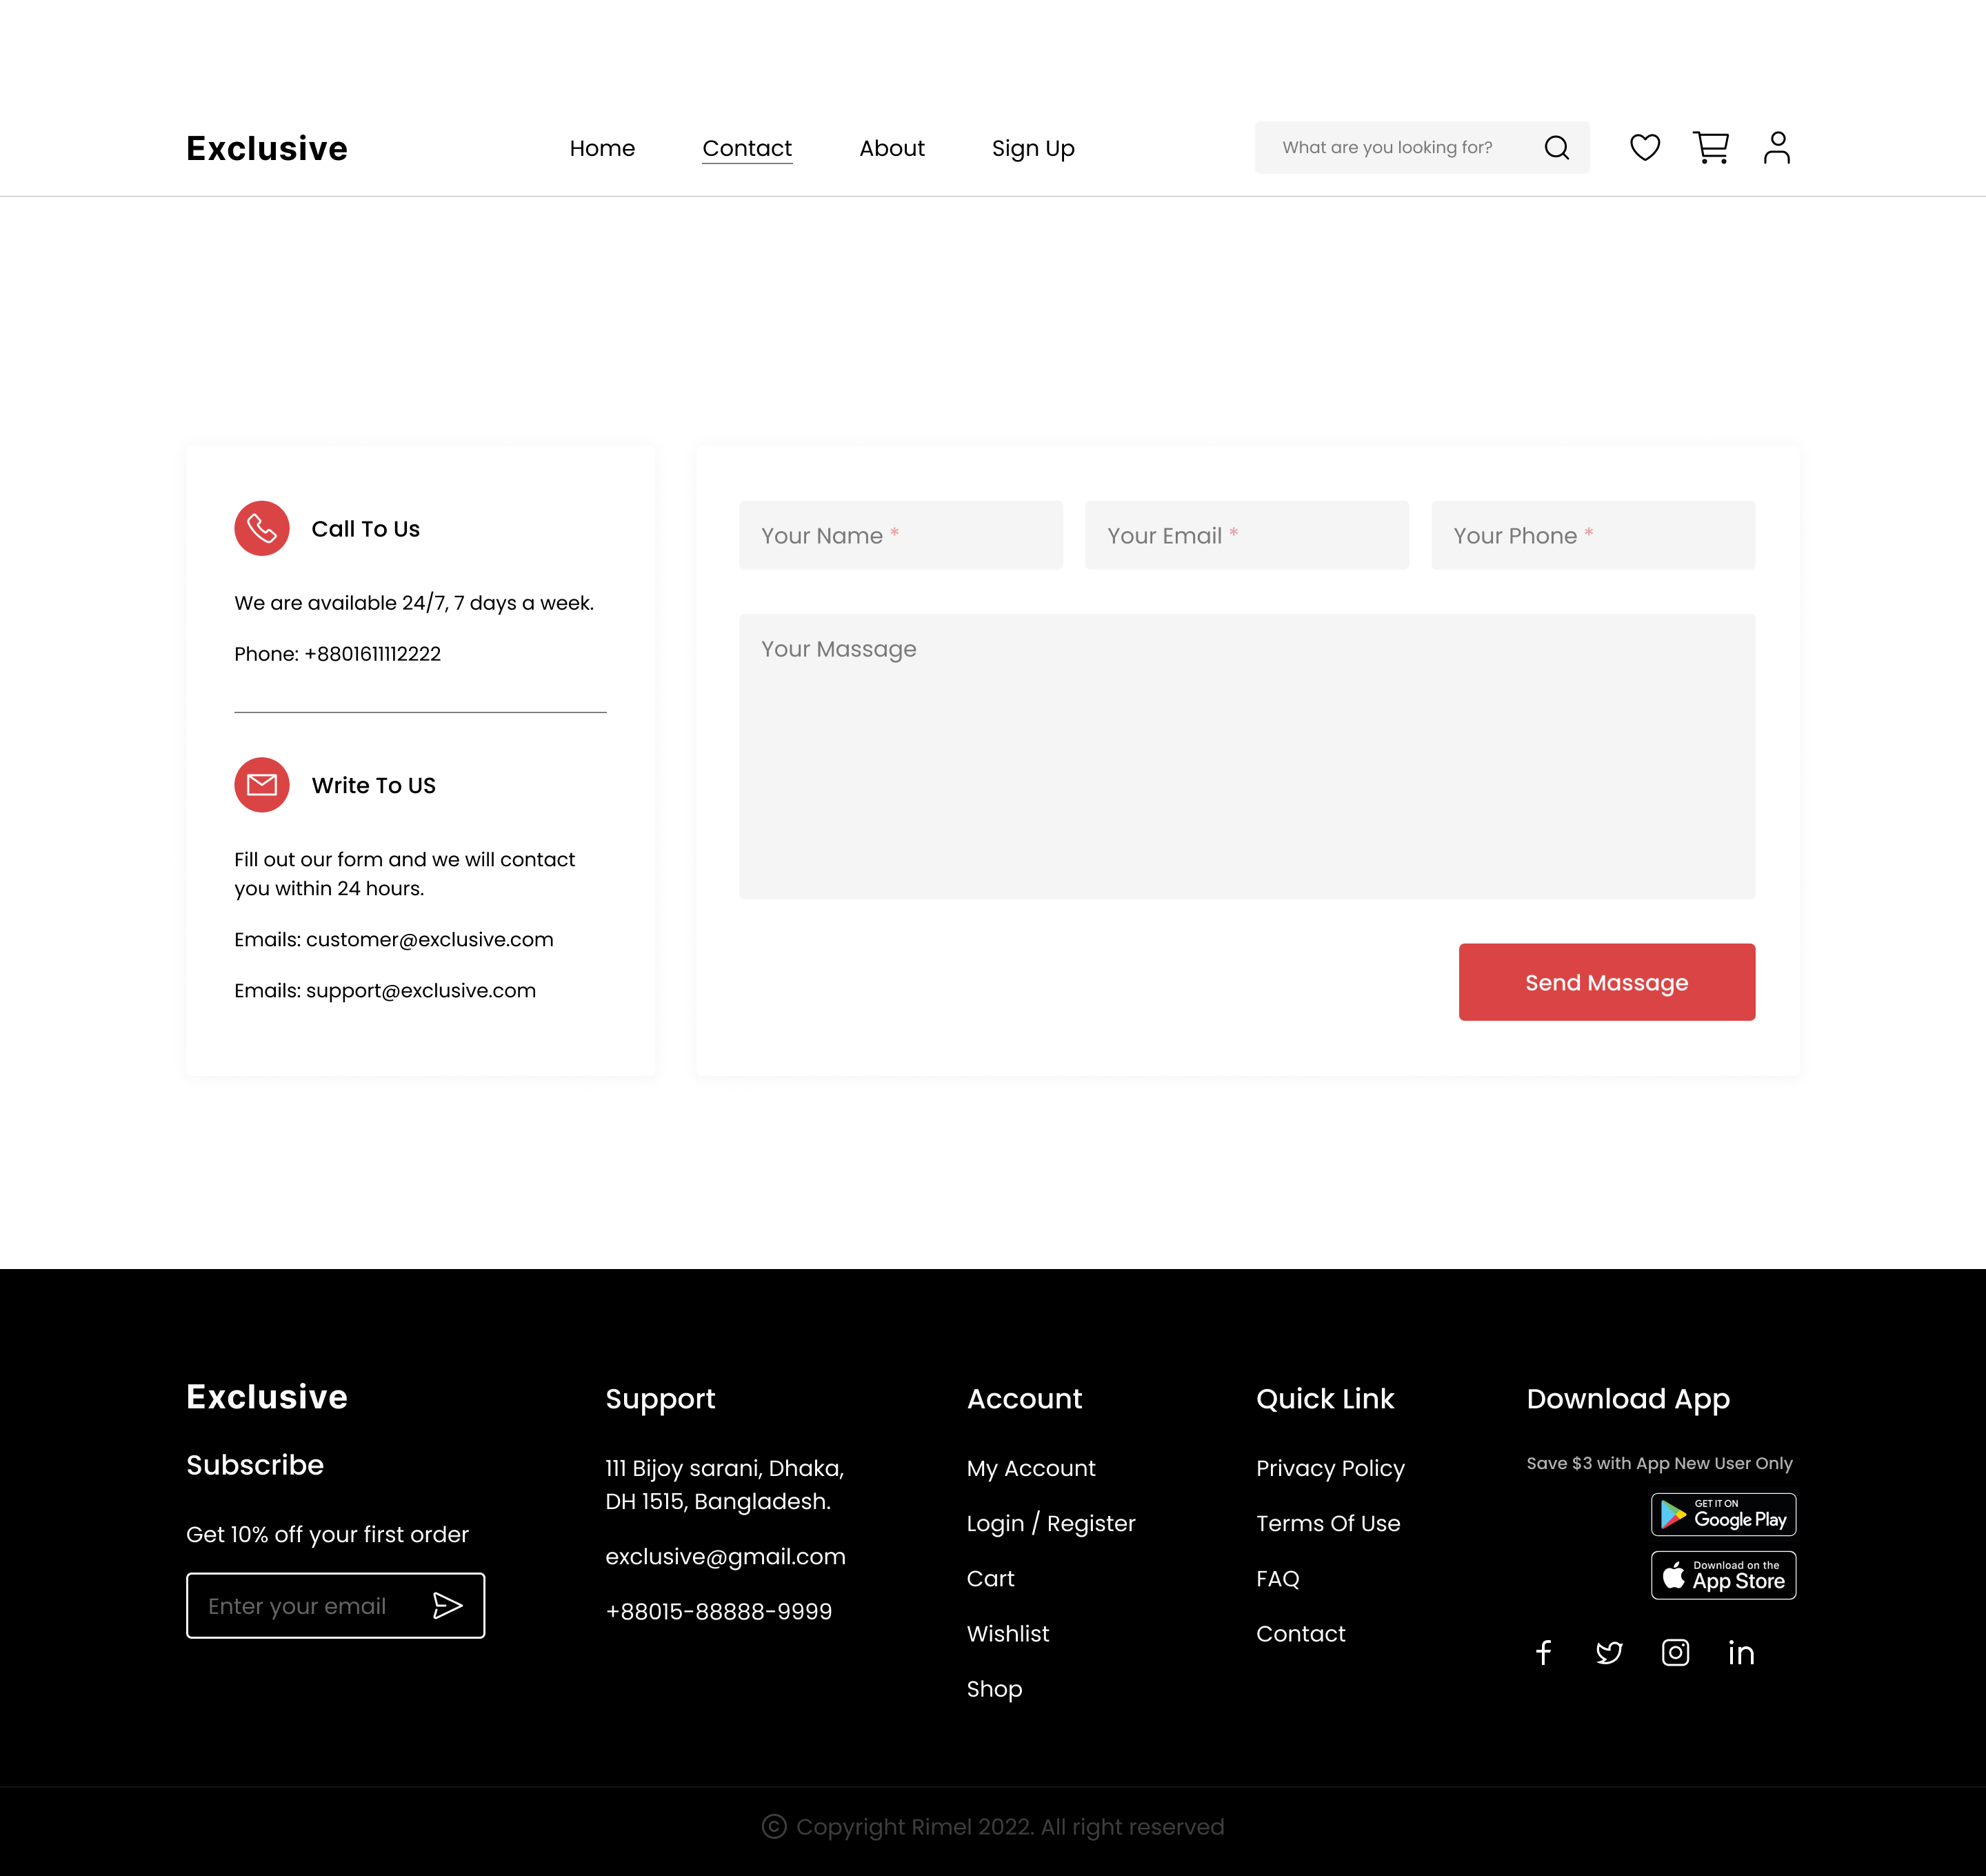 Exclusive
Home
Contact
About
Sign Up
What are you looking for?
Call To Us
We are available 24/7, 7 days a week.
Phone: +8801611112222
Write To US
Fill out our form and we will contact
you within 24 hours.
Emails: customer@exclusive.com
Emails: support@exclusive.com
Your Name *
Your Email *
Your Phone *
Your Massage
Send Massage
Exclusive
Subscribe
Get 10% off your first order
Enter your email
Support
111 Bijoy sarani, Dhaka,
DH 1515, Bangladesh.
exclusive@gmail.com
+88015-88888-9999
Account
My Account
Login / Register
Cart
Wishlist
Shop
Quick Link
Privacy Policy
Terms Of Use
FAQ
Contact
Download App
Save $3 with App New User Only
GET IT ON
Google Play
Download on the
App Store
f
in
© Copyright Rimel 2022. All right reserved